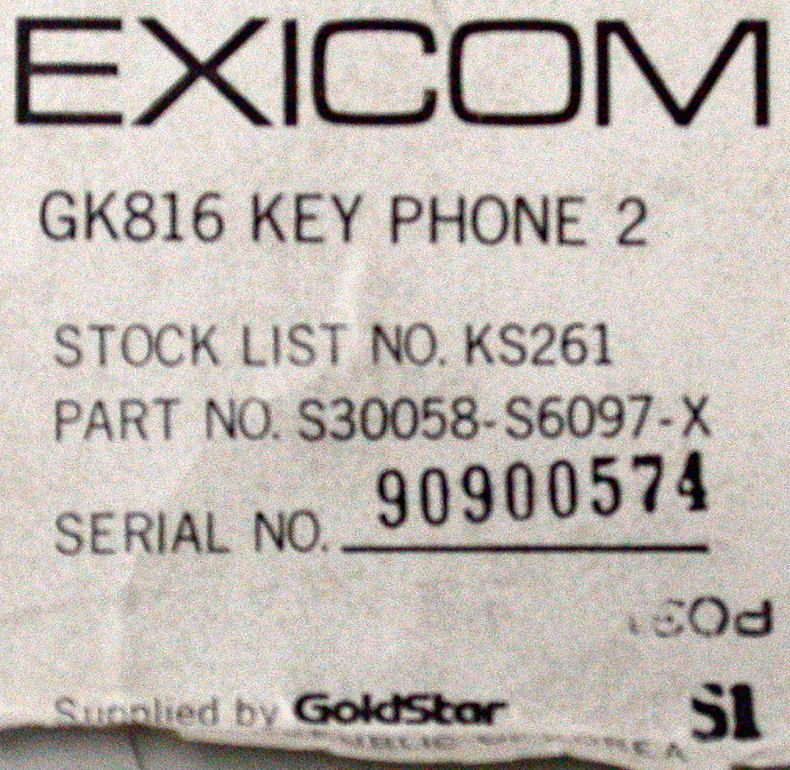 EXICOM
GK816 KEY PHONE 2
STOCK LIST NO. KS261
PART NO. S30058-S6097-X
SERIAL NO. 90900574
Supplied by GoldStar S1